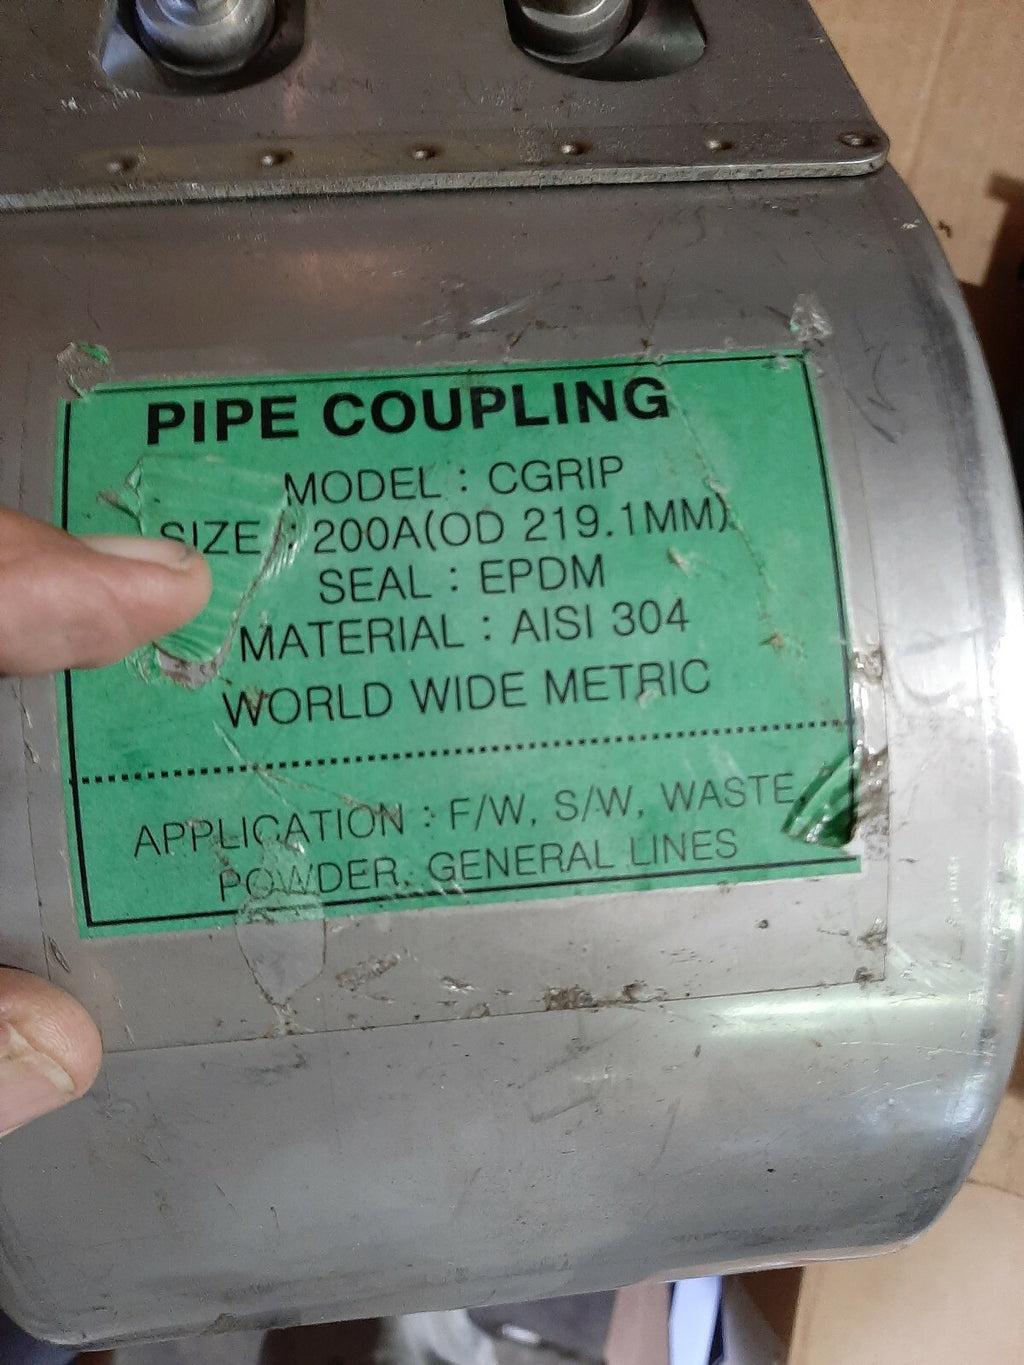 PIPE COUPLING
MODEL : CGRIP
SIZE : 200A(OD 219.1MM)
SEAL : EPDM
MATERIAL : AISI 304
WORLD WIDE METRIC
APPLICATION : F/W, S/W, WASTE,
POWDER, GENERAL LINES